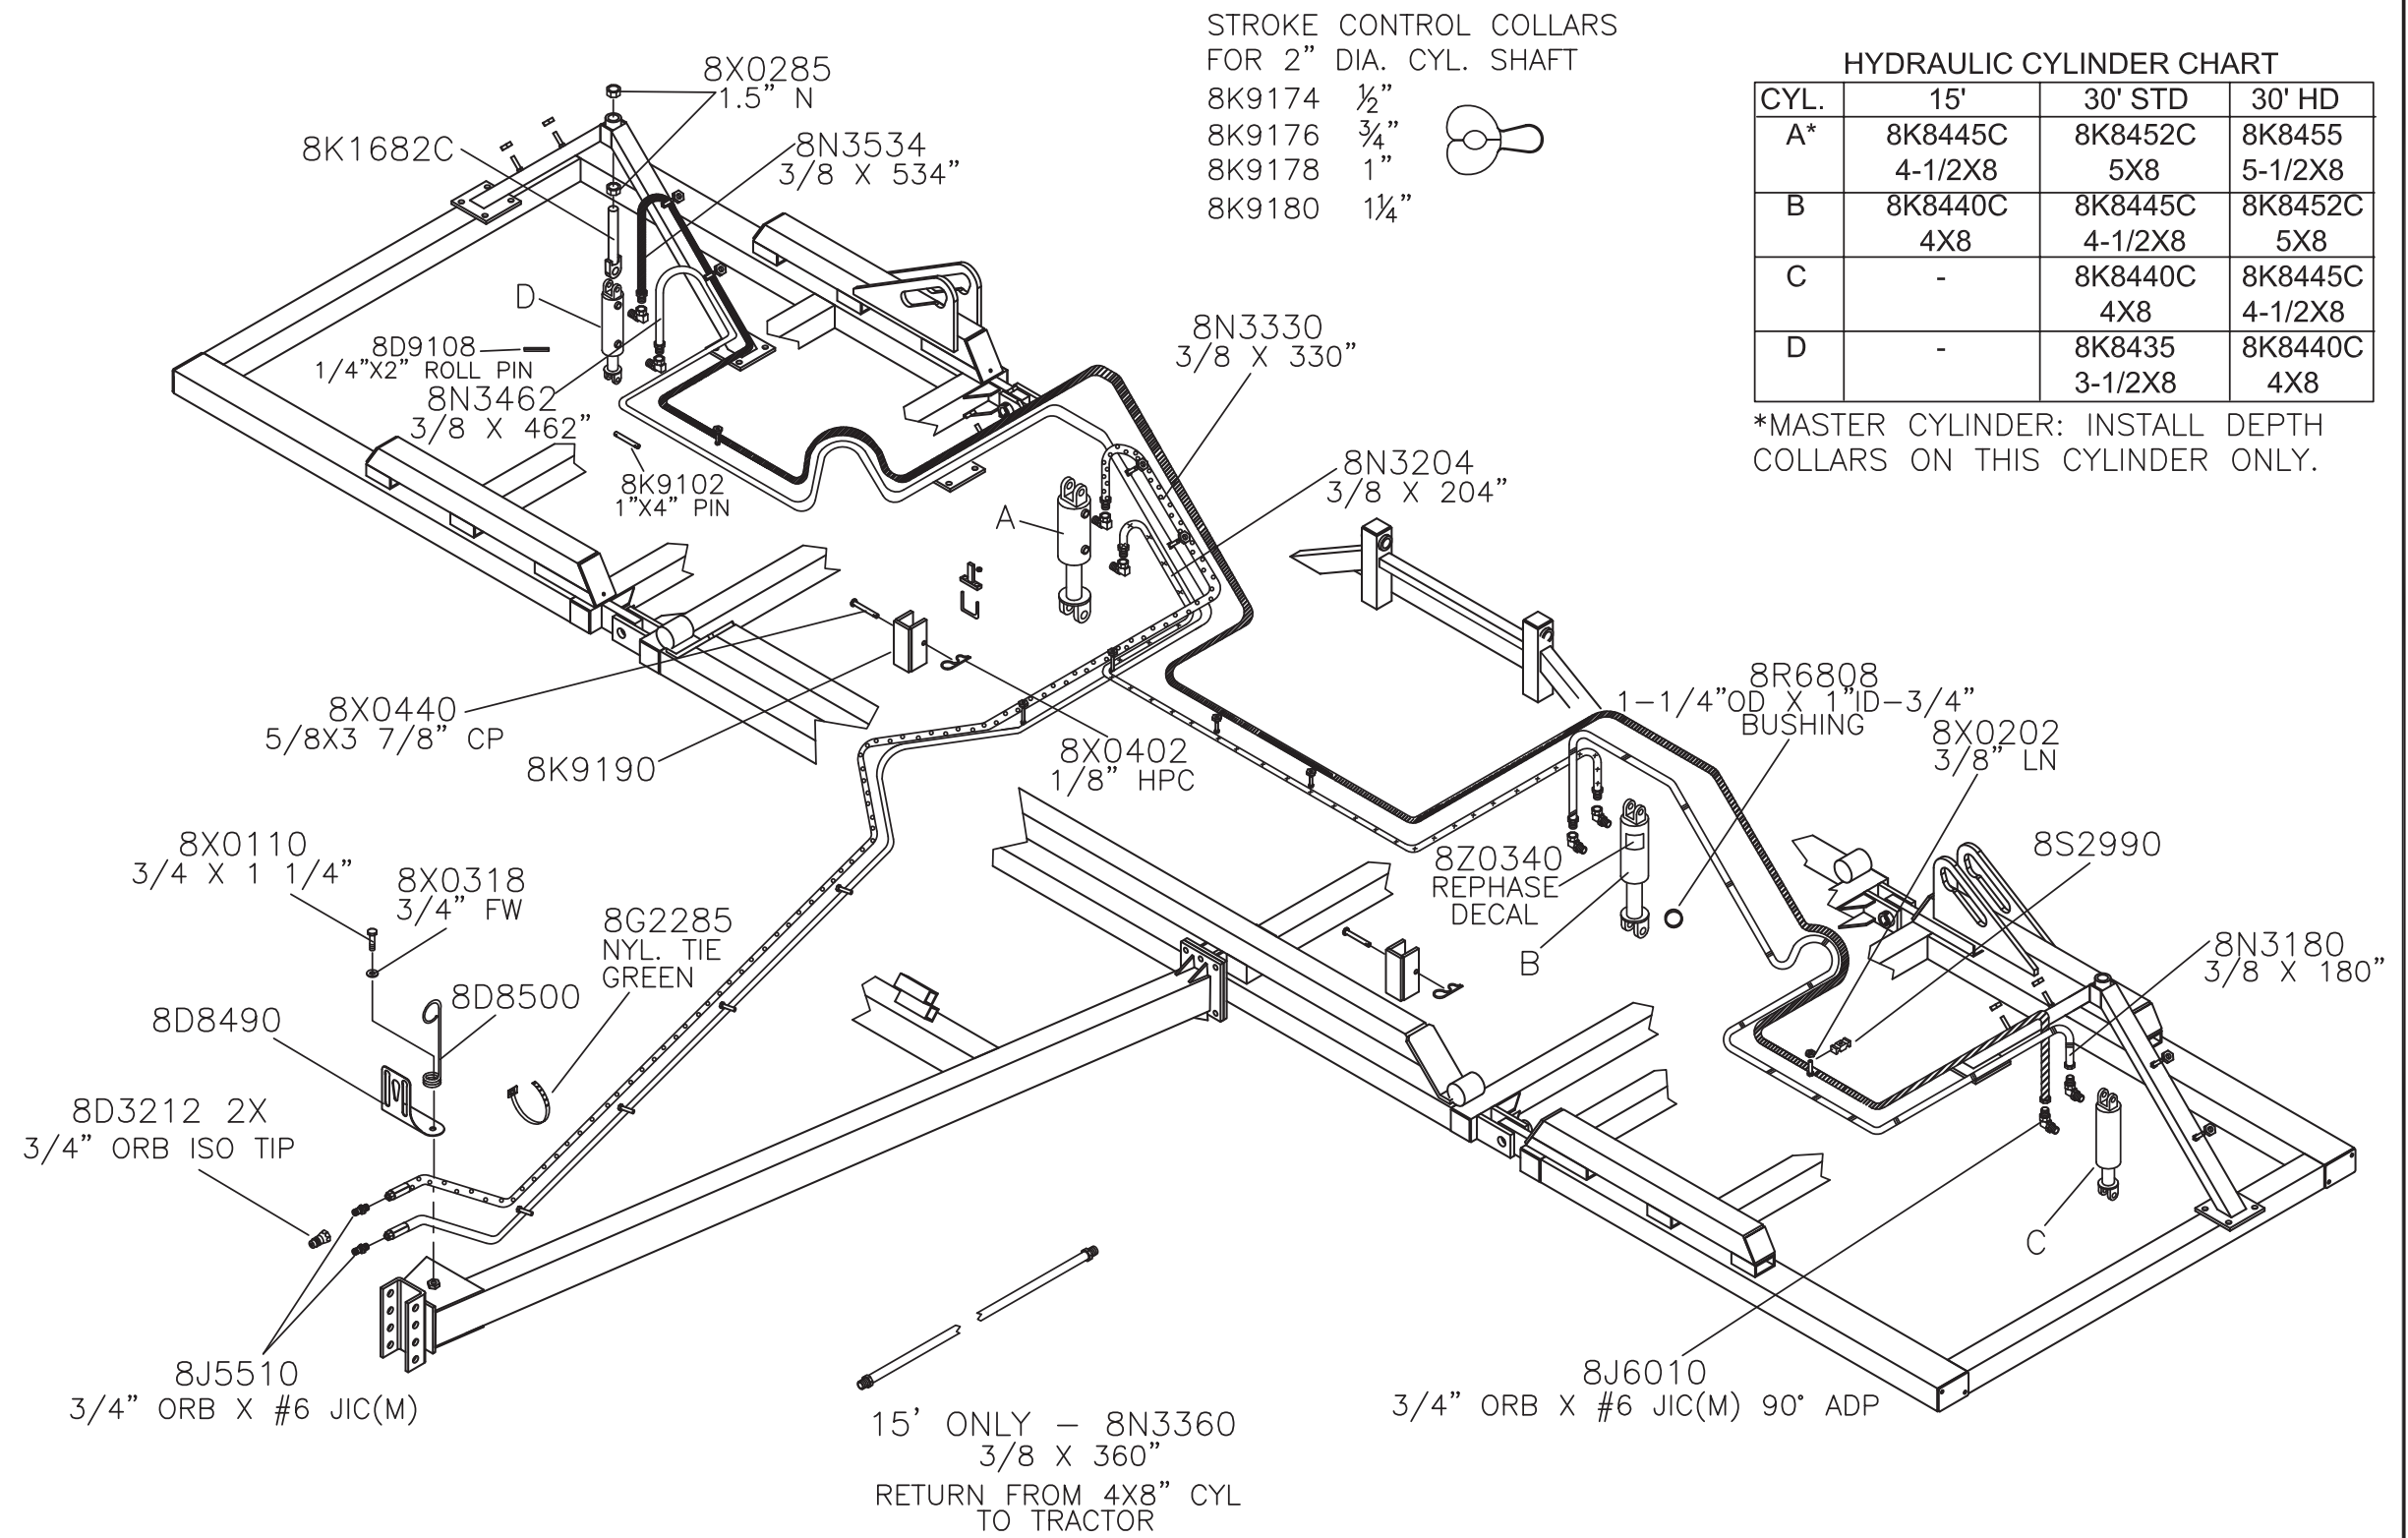 STROKE CONTROL COLLARS
FOR 2” DIA. CYL. SHAFT
8K9174 ½”
8K9176 ¾”
8K9178 1”
8K9180 1¼”
HYDRAULIC CYLINDER CHART
CYL. 15' 30' STD 30' HD
A* 8K8445C 8K8452C 8K8455
4-1/2X8 5X8 5-1/2X8
B 8K8440C 8K8445C 8K8452C
4X8 4-1/2X8 5X8
C - 8K8440C 8K8445C
4X8 4-1/2X8
D - 8K8435 8K8440C
3-1/2X8 4X8
*MASTER CYLINDER: INSTALL DEPTH
COLLARS ON THIS CYLINDER ONLY.
8X0285
1.5” N
8K1682C
8N3534
3/8 X 534”
D
8D9108
1/4”X2” ROLL PIN
8N3462
3/8 X 462”
8K9102
1”X4” PIN
8N3330
3/8 X 330”
8N3204
3/8 X 204”
A
8X0440
5/8X3 7/8” CP
8K9190
8X0402
1/8” HPC
8R6808
1-1/4”OD X 1”ID-3/4”
BUSHING
8X0202
3/8” LN
8S2990
8Z0340
REPHASE
DECAL
B
8N3180
3/8 X 180”
8X0110
3/4 X 1 1/4”
8X0318
3/4” FW
8G2285
NYL. TIE
GREEN
8D8500
8D8490
8D3212 2X
3/4” ORB ISO TIP
C
8J5510
3/4” ORB X #6 JIC(M)
8J6010
3/4” ORB X #6 JIC(M) 90° ADP
15’ ONLY – 8N3360
3/8 X 360”
RETURN FROM 4X8” CYL
TO TRACTOR